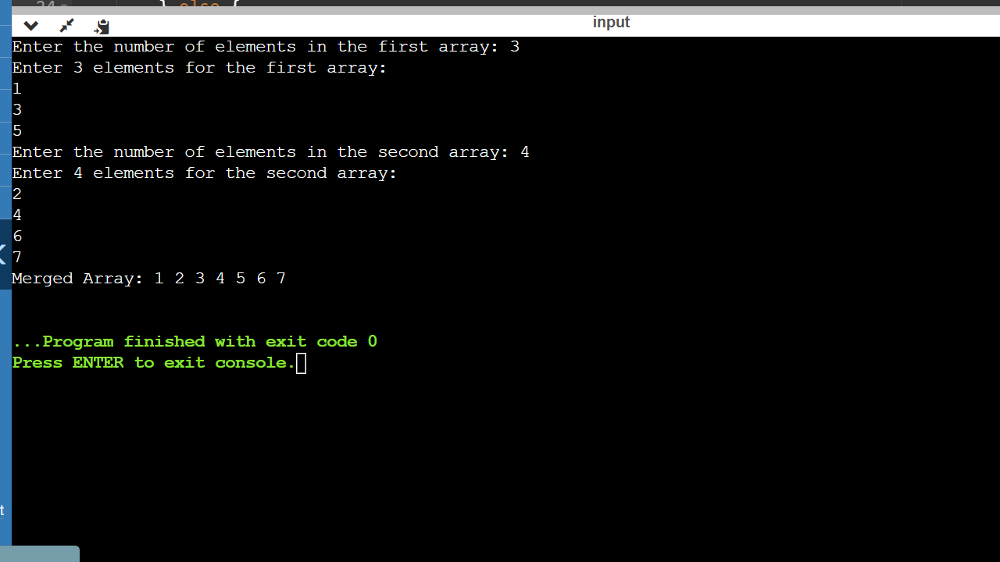 24 } else {
input
Enter the number of elements in the first array: 3
Enter 3 elements for the first array:
1
3
5
Enter the number of elements in the second array: 4
Enter 4 elements for the second array:
2
4
6
7
Merged Array: 1 2 3 4 5 6 7
...Program finished with exit code 0
Press ENTER to exit console.
t